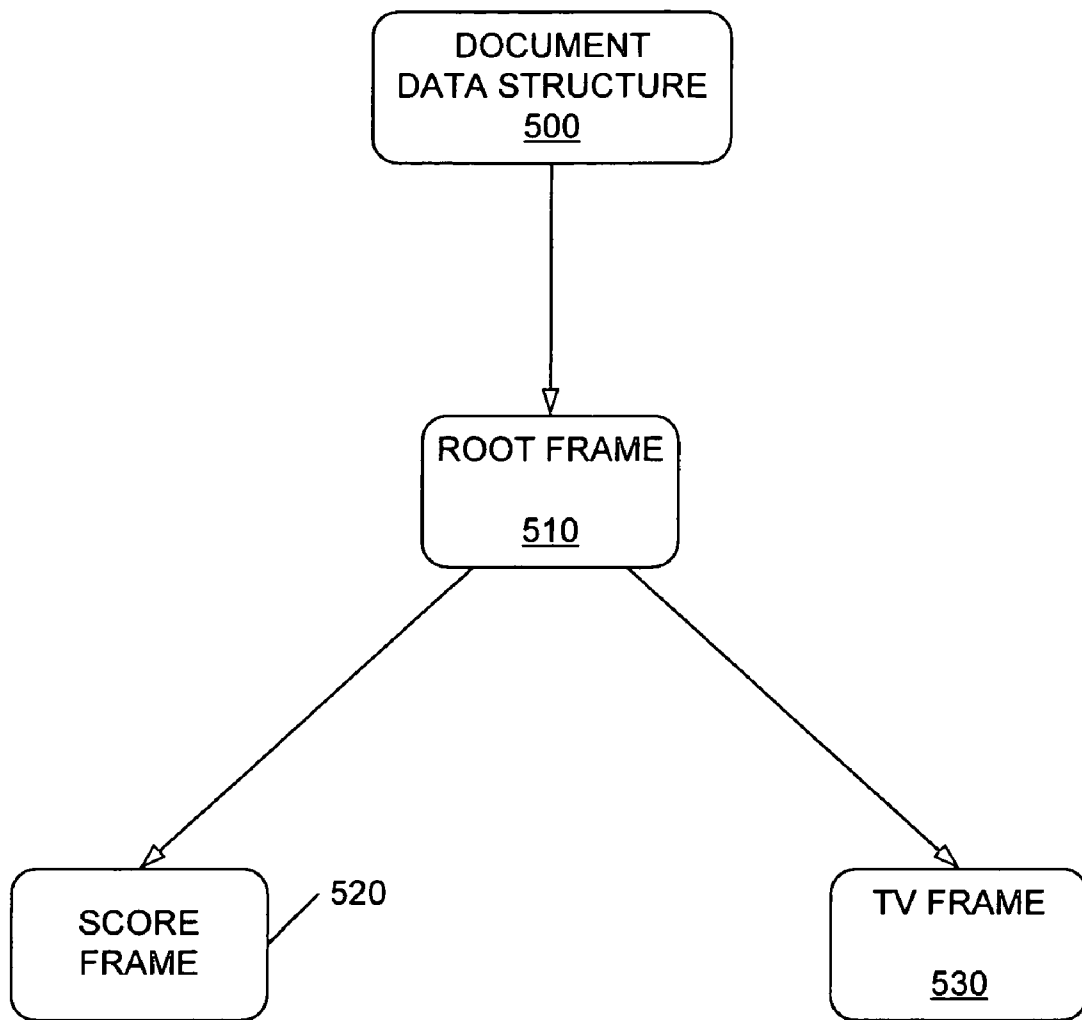 DOCUMENT
DATA STRUCTURE
500
ROOT FRAME
510
SCORE
FRAME
520
TV FRAME
530